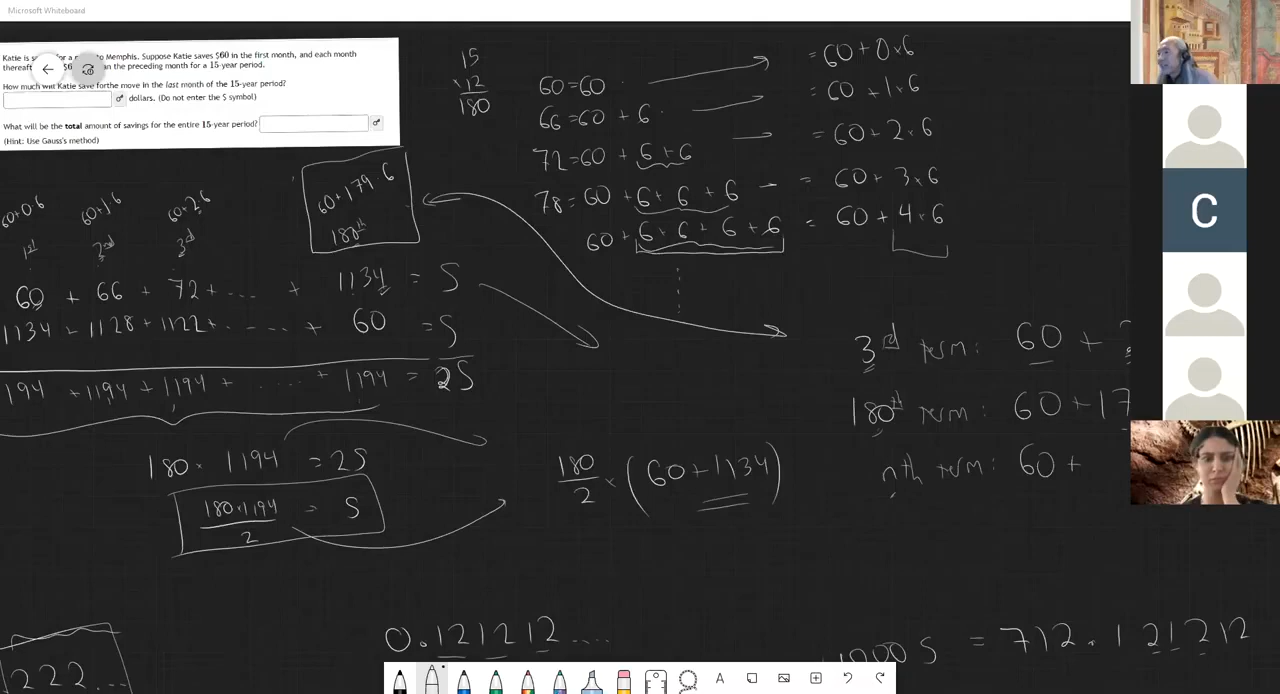 Microsoft Whiteboard
Katie is s for a to Memphis. Suppose Katie saves $60 in the first month, and each month
thereaft $6 an the preceding month for a 15-year period.
How much will Katie save forthe move in the last month of the 15-year period?
dollars. (Do not enter the $ symbol)
What will be the total amount of savings for the entire 15-year period?
(Hint: Use Gauss's method)
15
×12
180
60=60
= 60 + 0×6
66=60 + 6
= 60 + 1×6
72=60 + 6+6
= 60 + 2×6
78= 60 + 6 + 6 + 6
= 60 + 3×6
60 + 6 + 6 + 6 + 6
= 60 + 4×6
60+0·6 60+1·6 60+2·6
1st 2nd 3rd
60+179·6
180th
60 + 66 + 72 + ... + 1134 = S
1134 + 1128 + 1122 + ..... + 60 = S
194 + 1194 + 1194 + ..... + 1194 = 2S
180 · 1194 = 2S
180·1194/2 = S
180/2 × (60+1134)
3rd term: 60 +
180th term: 60 + 17
nth term: 60 +
C
222...
0.121212....
1000 S = 712.121212
A